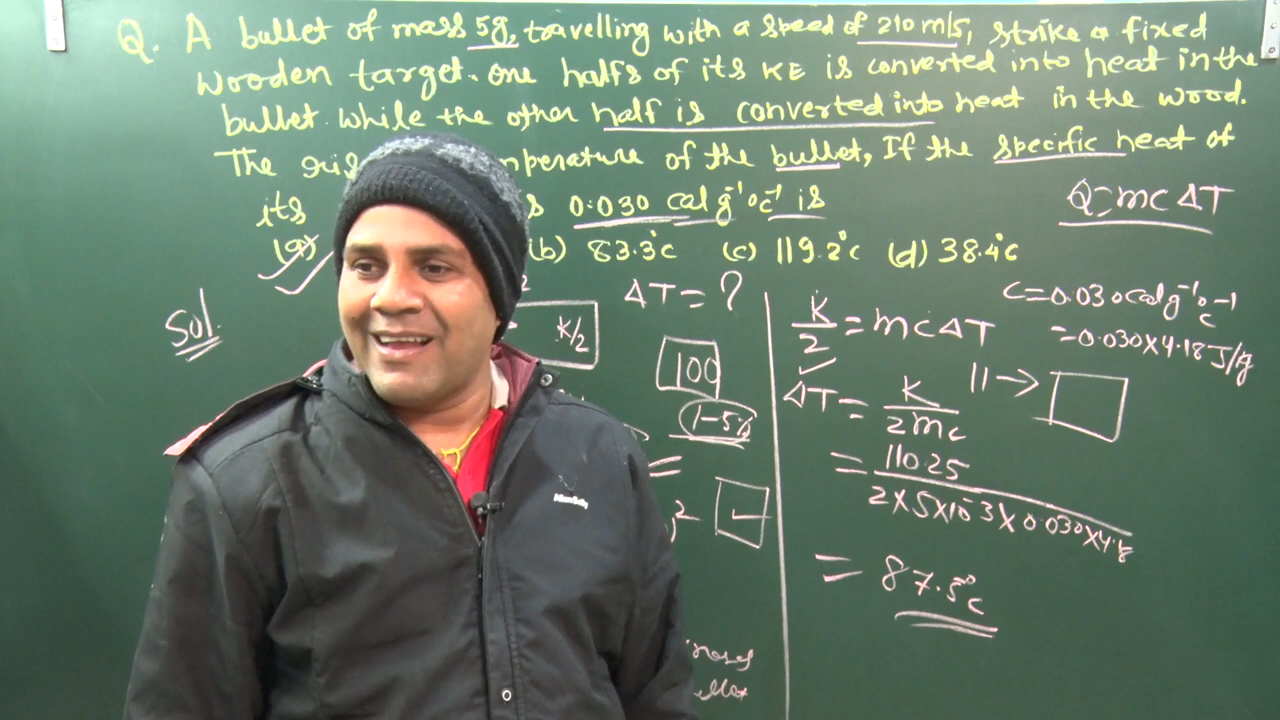 Q. A bullet of mass 5g, travelling with a speed of 210 m/s, strike a fixed
wooden target. one halfs of its KE is converted into heat in the
bullet while the other half is converted into heat in the wood.
The mperature of the bullet, If the specific heat of
its s 0.030 cal g⁻¹ °c⁻¹ is
(a) (b) 83.3°c (c) 119.2°c (d) 38.4°c
Q=mcΔT
Sol.
K/2
ΔT = ?
100
1-5%
K/2 = mcΔT
ΔT = K/2mc
= 110.25/2×5×10⁻³×0.030×4.18
= 87.5°c
C=0.030 cal g⁻¹ °c⁻¹
=0.030×4.18 J/g
11 →